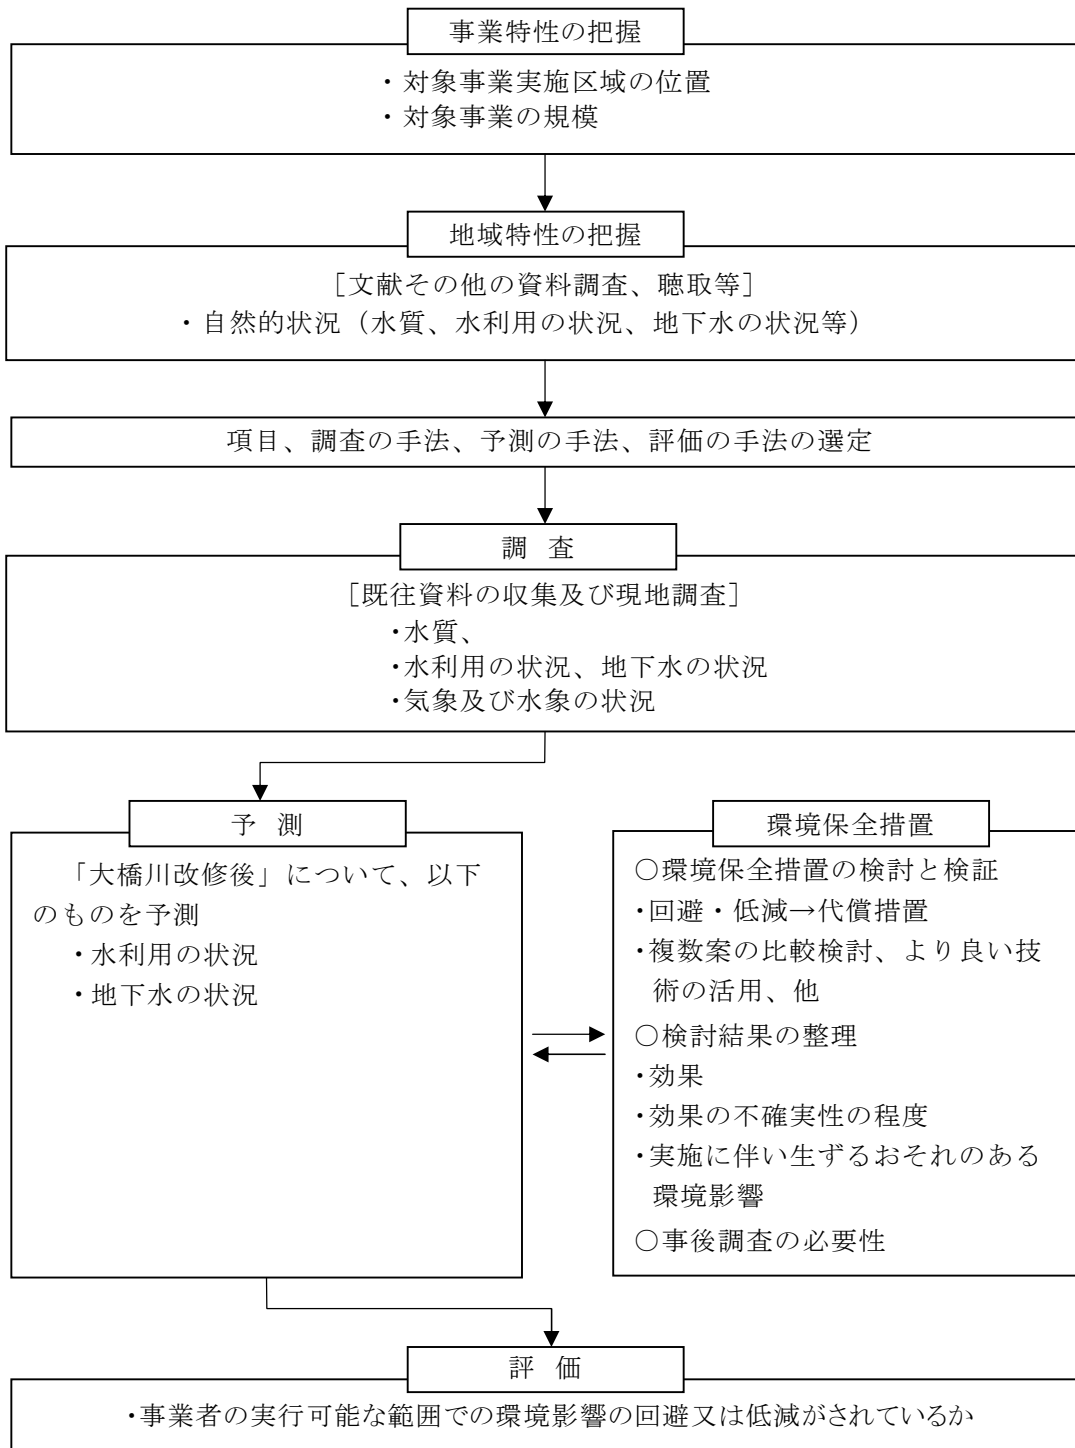 事業特性の把握
・対象事業実施区域の位置
・対象事業の規模
地域特性の把握
［文献その他の資料調査、聴取等］
・自然的状況（水質、水利用の状況、地下水の状況等）
項目、調査の手法、予測の手法、評価の手法の選定
調 査
［既往資料の収集及び現地調査］
・水質、
・水利用の状況、地下水の状況
・気象及び水象の状況
予 測
「大橋川改修後」について、以下
のものを予測
・水利用の状況
・地下水の状況
環境保全措置
○環境保全措置の検討と検証
・回避・低減→代償措置
・複数案の比較検討、より良い技
術の活用、他
○検討結果の整理
・効果
・効果の不確実性の程度
・実施に伴い生ずるおそれのある
環境影響
○事後調査の必要性
評 価
・事業者の実行可能な範囲での環境影響の回避又は低減がされているか